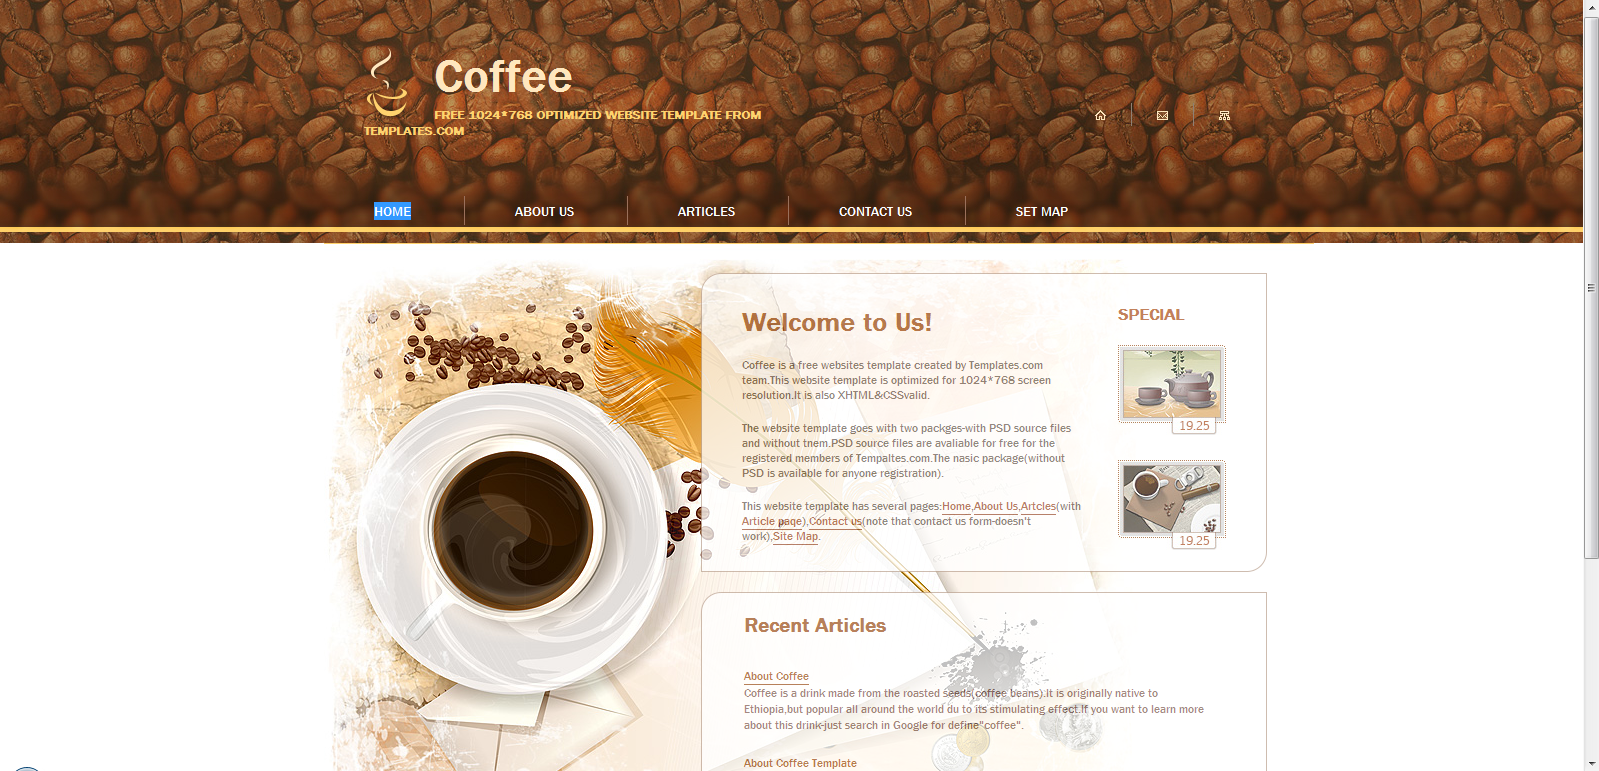 Coffee
FREE 1024*768 OPTIMIZED WEBSITE TEMPLATE FROM
TEMPLATES.COM
HOME
ABOUT US
ARTICLES
CONTACT US
SET MAP
Welcome to Us!
Coffee is a free websites template created by Templates.com
team.This website template is optimized for 1024*768 screen
resolution.It is also XHTML&CSSvalid.
The website template goes with two packges-with PSD source files
and without tnem.PSD source files are avaliable for free for the
registered members of Tempaltes.com.The nasic package(without
PSD is available for anyone registration).
This website template has several pages:Home,About Us,Artcles(with
Article page),Contact us(note that contact us form-doesn't
work),Site Map.
SPECIAL
19.25
19.25
Recent Articles
About Coffee
Coffee is a drink made from the roasted seeds(coffee beans).It is originally native to
Ethiopia,but popular all around the world du to its stimulating effect.If you want to learn more
about this drink-just search in Google for define"coffee".
About Coffee Template